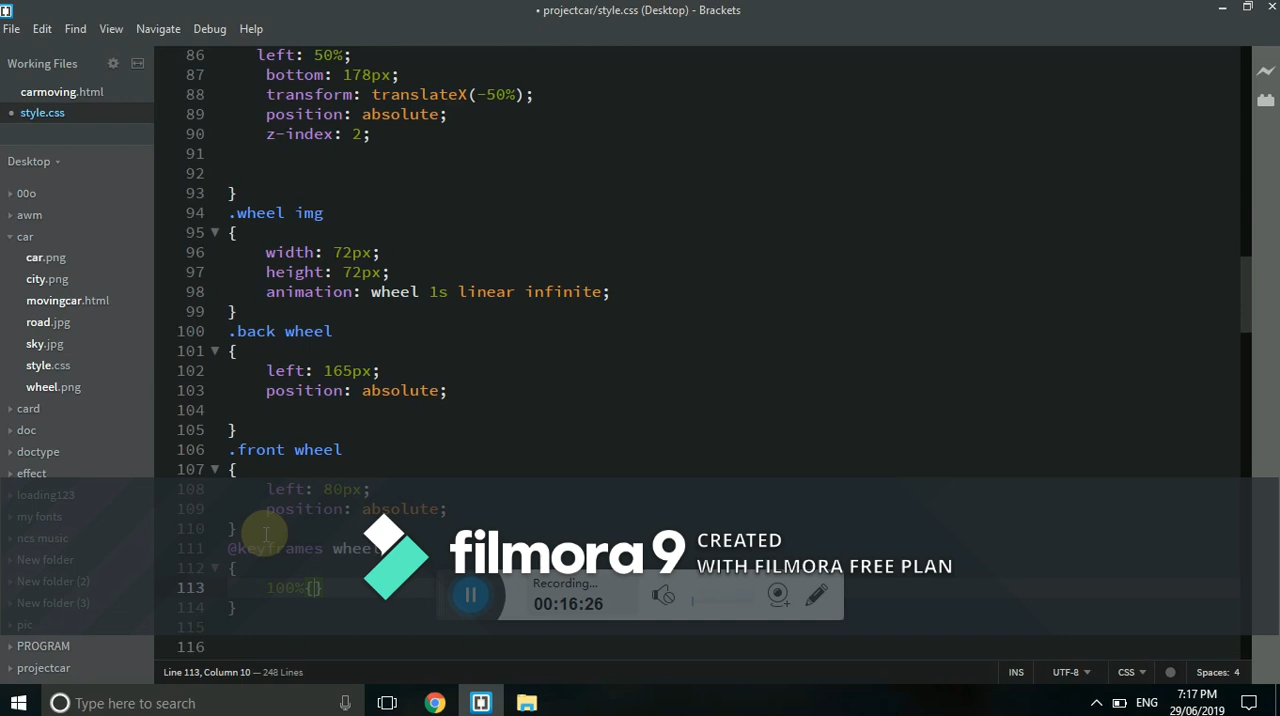 • projectcar/style.css (Desktop) - Brackets
File Edit Find View Navigate Debug Help
Working Files
carmoving.html
• style.css
Desktop
00o
awm
car
car.png
city.png
movingcar.html
road.jpg
sky.jpg
style.css
wheel.png
card
doc
doctype
effect
loading123
my fonts
ncs music
New folder
New folder (2)
New folder (3)
pic
PROGRAM
projectcar
86 left: 50%;
87 bottom: 178px;
88 transform: translateX(-50%);
89 position: absolute;
90 z-index: 2;
91
92
93 }
94 .wheel img
95 {
96 width: 72px;
97 height: 72px;
98 animation: wheel 1s linear infinite;
99 }
100 .back wheel
101 {
102 left: 165px;
103 position: absolute;
104
105 }
106 .front wheel
107 {
108 left: 80px;
109 position: absolute;
110 }
111 @keyframes wheel
112 {
113 100%{}
114 }
115
116
filmora 9 CREATED
WITH FILMORA FREE PLAN
Recording...
00:16:26
Line 113, Column 10 — 248 Lines
INS UTF-8 CSS Spaces: 4
Type here to search
ENG
7:17 PM
29/06/2019